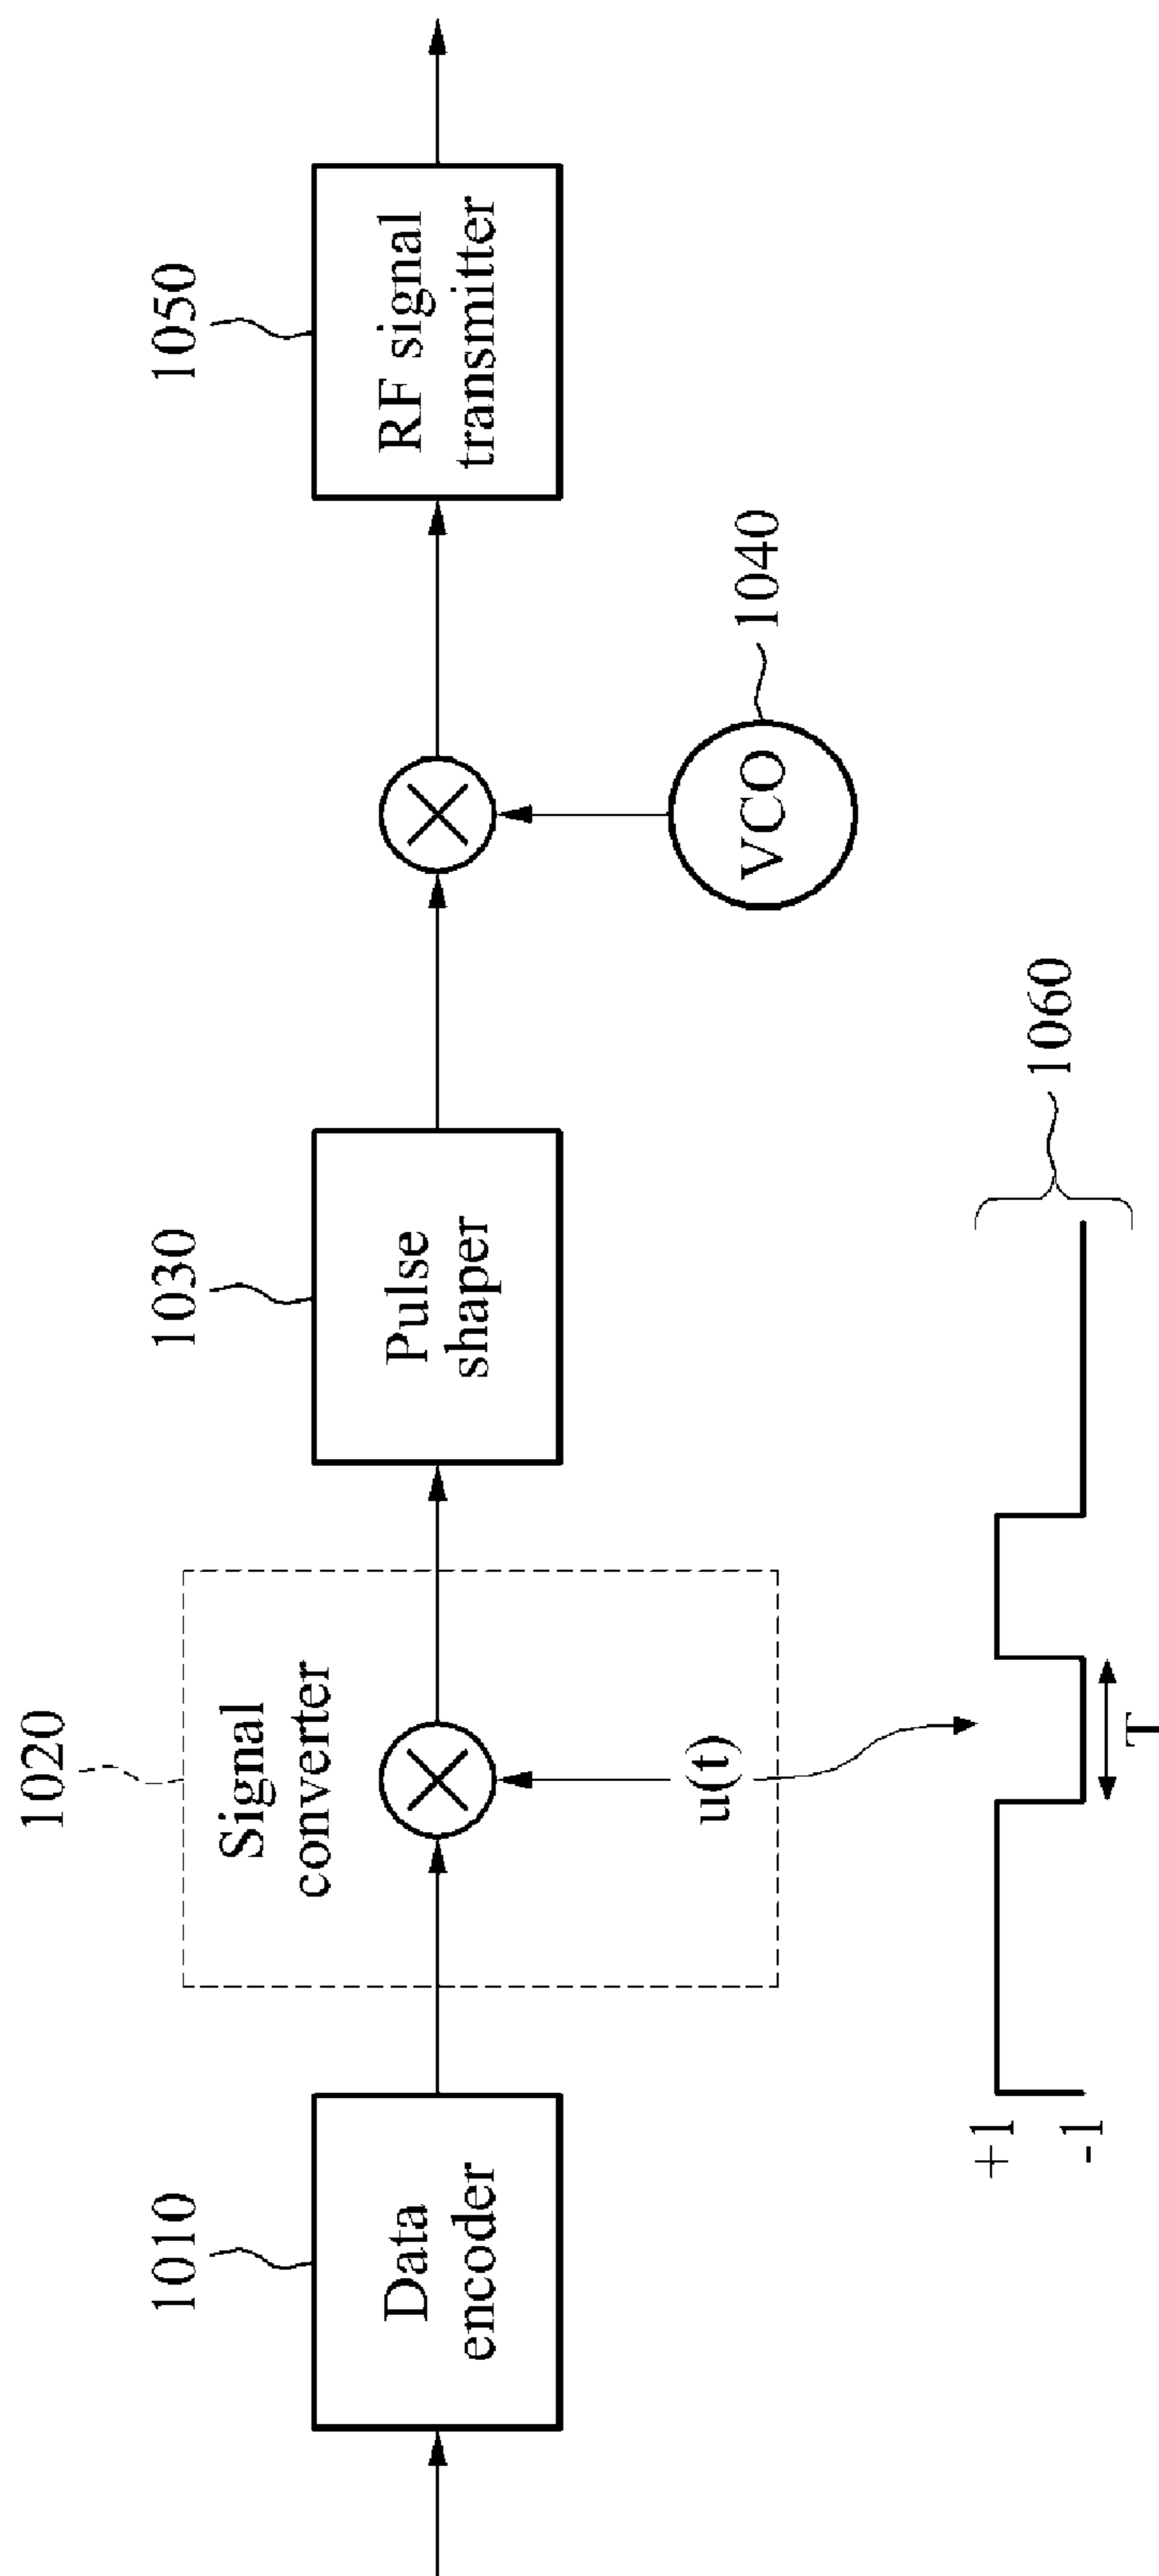 1010
Data
encoder
1020
Signal
converter
u(t)
1030
Pulse
shaper
VCO
1040
1050
RF signal
transmitter
+1
-1
T
1060